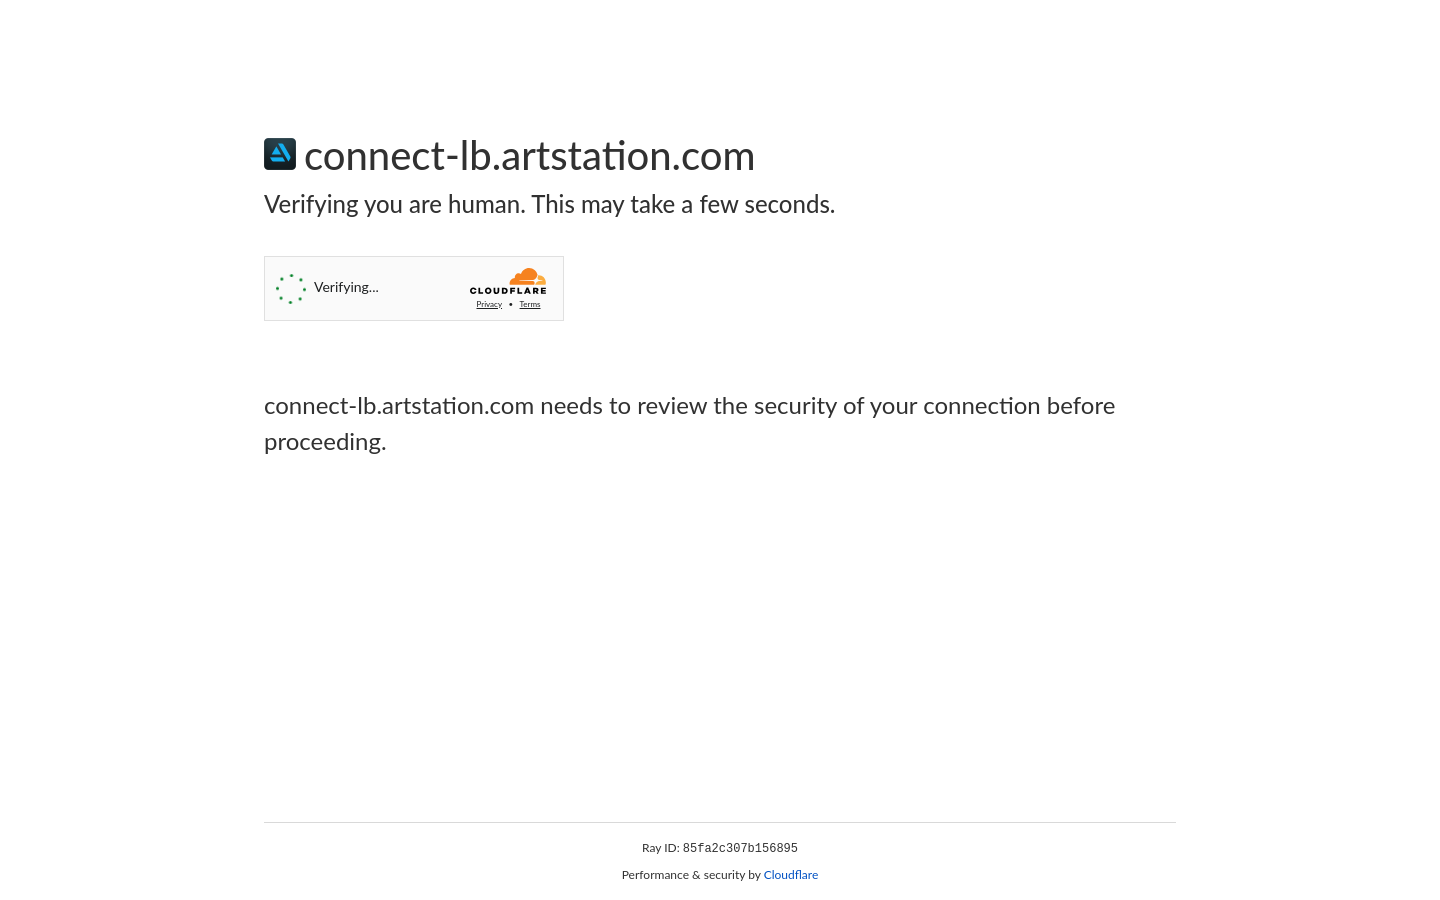 connect-lb.artstation.com
Verifying you are human. This may take a few seconds.
Verifying...
CLOUDFLARE
Privacy • Terms
connect-lb.artstation.com needs to review the security of your connection before
proceeding.
Ray ID: 85fa2c307b156895
Performance & security by Cloudflare